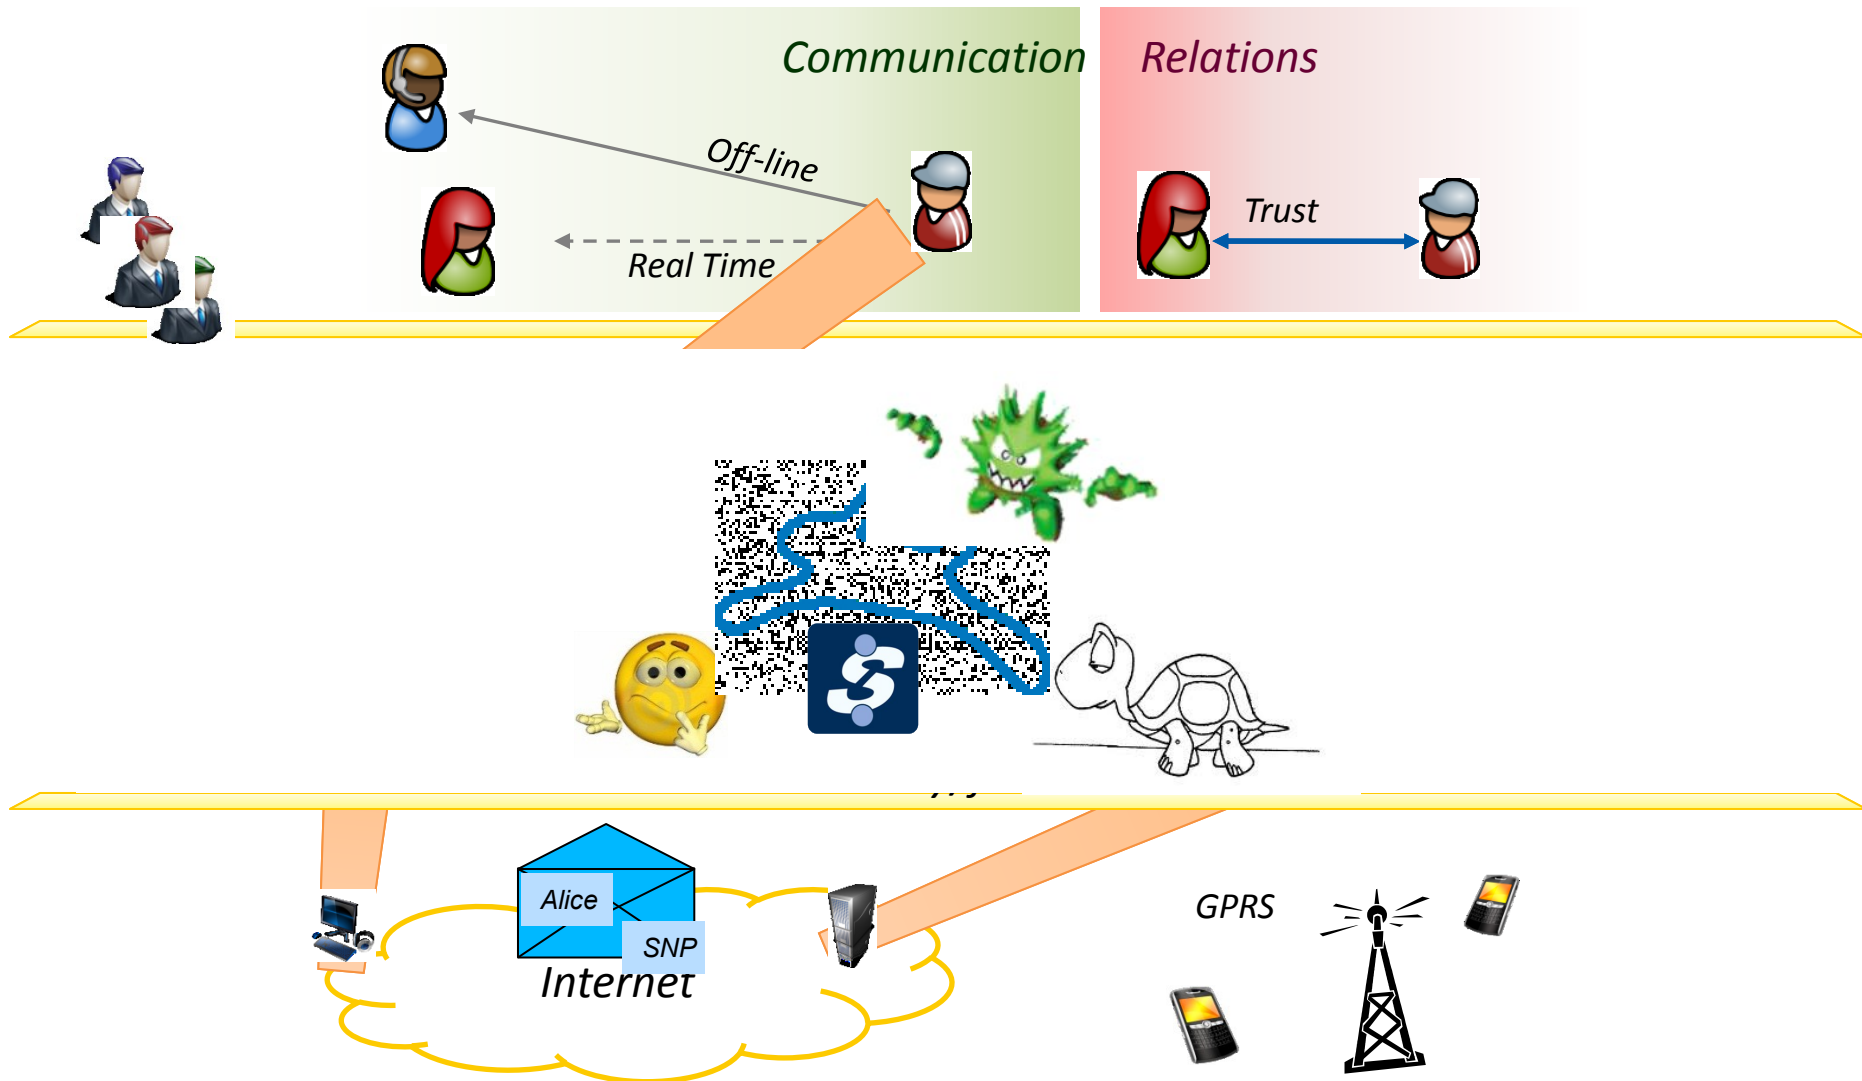 Communication
Relations
Off-line
Trust
Real Time
S
Alice
SNP
Internet
GPRS